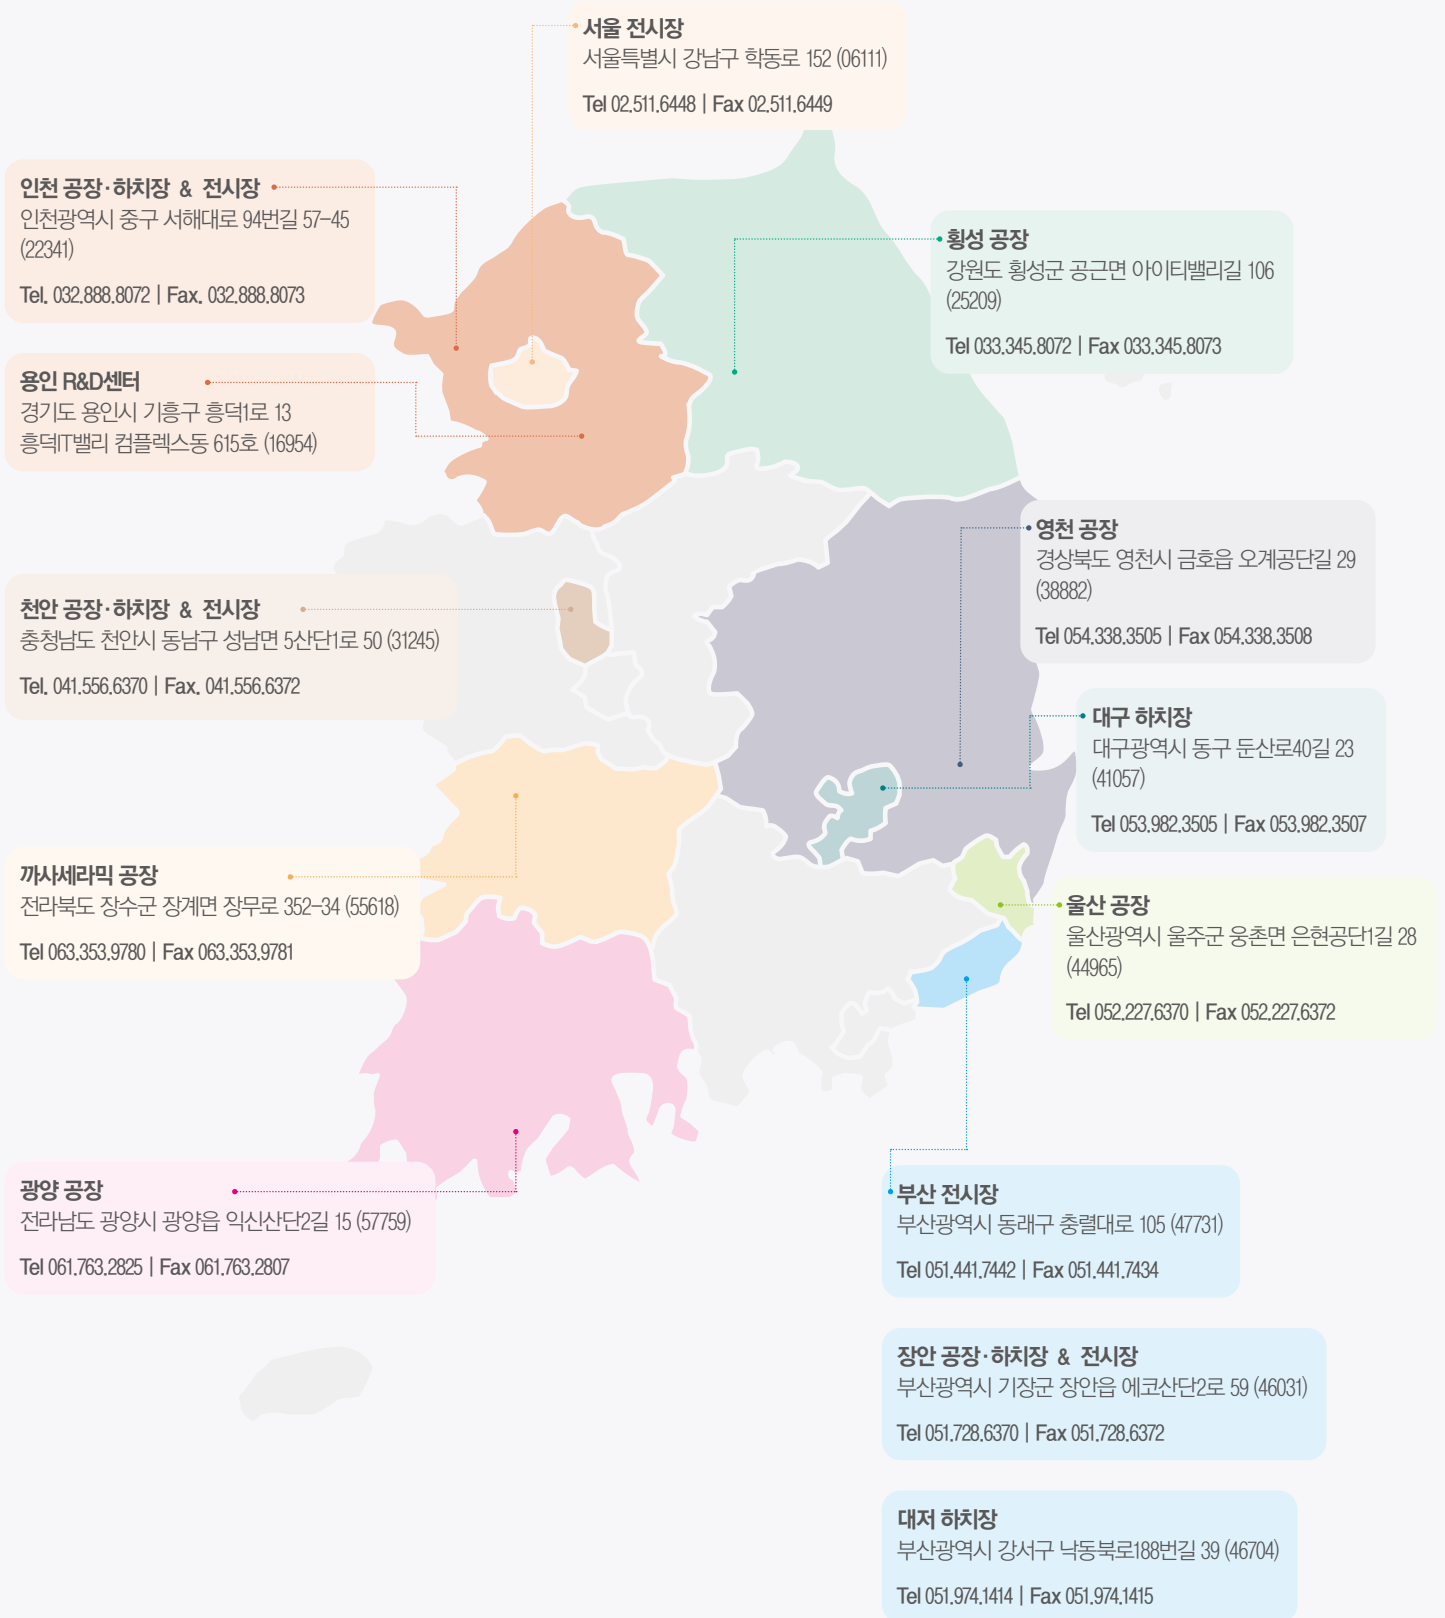 서울 전시장
서울특별시 강남구 학동로 152 (06111)
Tel 02.511.6448 | Fax 02.511.6449
인천 공장·하치장 & 전시장
인천광역시 중구 서해대로 94번길 57-45
(22341)
Tel. 032.888.8072 | Fax. 032.888.8073
횡성 공장
강원도 횡성군 공근면 아이티밸리길 106
(25209)
Tel 033.345.8072 | Fax 033.345.8073
용인 R&D센터
경기도 용인시 기흥구 흥덕1로 13
흥덕IT밸리 컴플렉스동 615호 (16954)
영천 공장
경상북도 영천시 금호읍 오계공단길 29
(38882)
Tel 054.338.3505 | Fax 054.338.3508
천안 공장·하치장 & 전시장
충청남도 천안시 동남구 성남면 5산단1로 50 (31245)
Tel. 041.556.6370 | Fax. 041.556.6372
대구 하치장
대구광역시 동구 둔산로40길 23
(41057)
Tel 053.982.3505 | Fax 053.982.3507
까사세라믹 공장
전라북도 장수군 장계면 장무로 352-34 (55618)
Tel 063.353.9780 | Fax 063.353.9781
울산 공장
울산광역시 울주군 웅촌면 은현공단1길 28
(44965)
Tel 052.227.6370 | Fax 052.227.6372
광양 공장
전라남도 광양시 광양읍 익신산단2길 15 (57759)
Tel 061.763.2825 | Fax 061.763.2807
부산 전시장
부산광역시 동래구 충렬대로 105 (47731)
Tel 051.441.7442 | Fax 051.441.7434
장안 공장·하치장 & 전시장
부산광역시 기장군 장안읍 에코산단2로 59 (46031)
Tel 051.728.6370 | Fax 051.728.6372
대저 하치장
부산광역시 강서구 낙동북로188번길 39 (46704)
Tel 051.974.1414 | Fax 051.974.1415